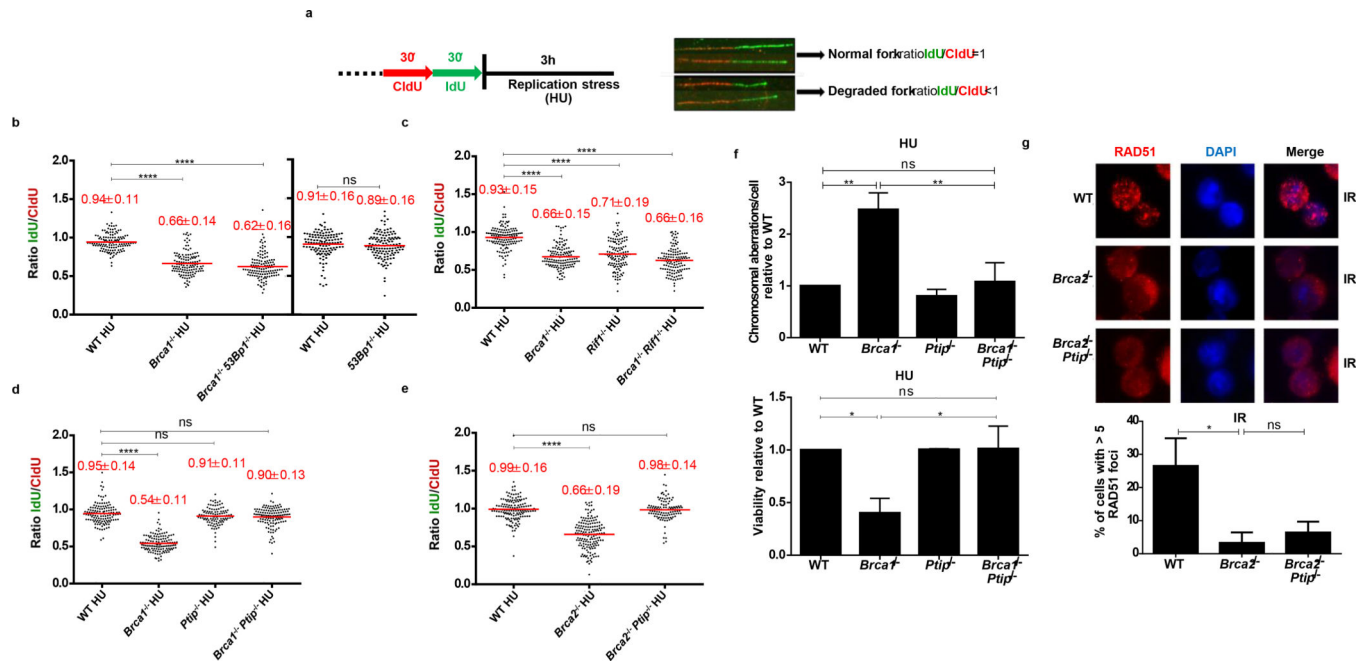 a
30'
30'
3h
CldU
IdU
Replication stress
(HU)
Normal fork:ratioIdU/CldU=1
Degraded fork:ratioIdU/CldU<1
b
Ratio IdU/CldU
2.0
1.5
1.0
0.5
0.0
****
****
ns
0.94±0.11
0.66±0.14
0.62±0.16
0.91±0.16
0.89±0.16
WT HU
Brca1-/- HU
Brca1-/- 53Bp1-/- HU
WT HU
53Bp1-/- HU
c
Ratio IdU/CldU
2.0
1.5
1.0
0.5
0.0
****
****
****
0.93±0.15
0.66±0.15
0.71±0.19
0.66±0.16
WT HU
Brca1-/- HU
Rif1-/- HU
Brca1-/- Rif1-/- HU
d
Ratio IdU/CldU
2.0
1.5
1.0
0.5
0.0
ns
ns
****
0.95±0.14
0.54±0.11
0.91±0.11
0.90±0.13
WT HU
Brca1-/- HU
Ptip-/- HU
Brca1-/- Ptip-/- HU
e
Ratio IdU/CldU
2.0
1.5
1.0
0.5
0.0
ns
****
0.99±0.16
0.66±0.19
0.98±0.14
WT HU
Brca2-/- HU
Brca2-/- Ptip-/- HU
f
HU
Chromosomal aberrations/cell
relative to WT
4
3
2
1
0
ns
**
**
WT
Brca1-/-
Ptip-/-
Brca1-/-
Ptip-/-
HU
Viability relative to WT
1.5
1.0
0.5
0.0
ns
*
*
WT
Brca1-/-
Ptip-/-
Brca1-/-
Ptip-/-
g
RAD51
DAPI
Merge
WT
IR
Brca2-/-
IR
Brca2-/-
Ptip-/-
IR
IR
% of cells with > 5
RAD51 foci
40
30
20
10
0
*
ns
WT
Brca2-/-
Brca2-/-
Ptip-/-